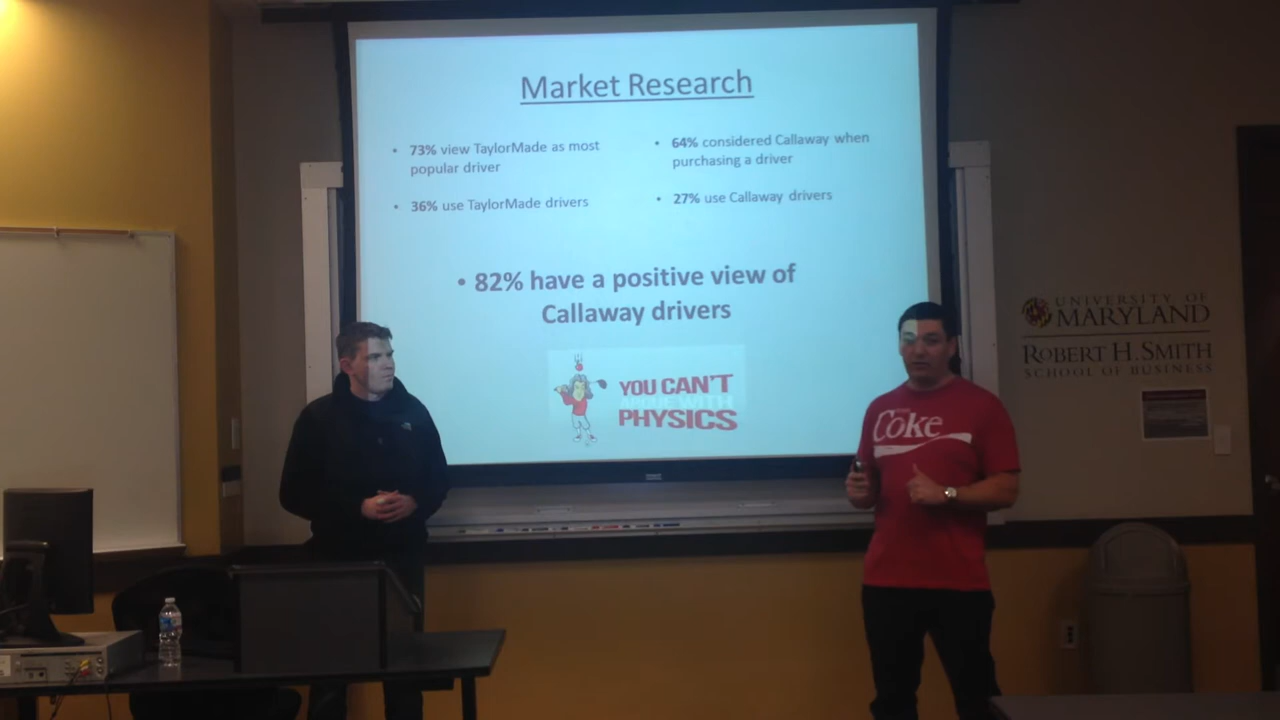 Market Research
• 73% view TaylorMade as most
popular driver
• 36% use TaylorMade drivers
• 64% considered Callaway when
purchasing a driver
• 27% use Callaway drivers
• 82% have a positive view of
Callaway drivers
YOU CAN'T
ARGUE WITH
PHYSICS
Coke
UNIVERSITY OF
MARYLAND
ROBERT H. SMITH
SCHOOL OF BUSINESS